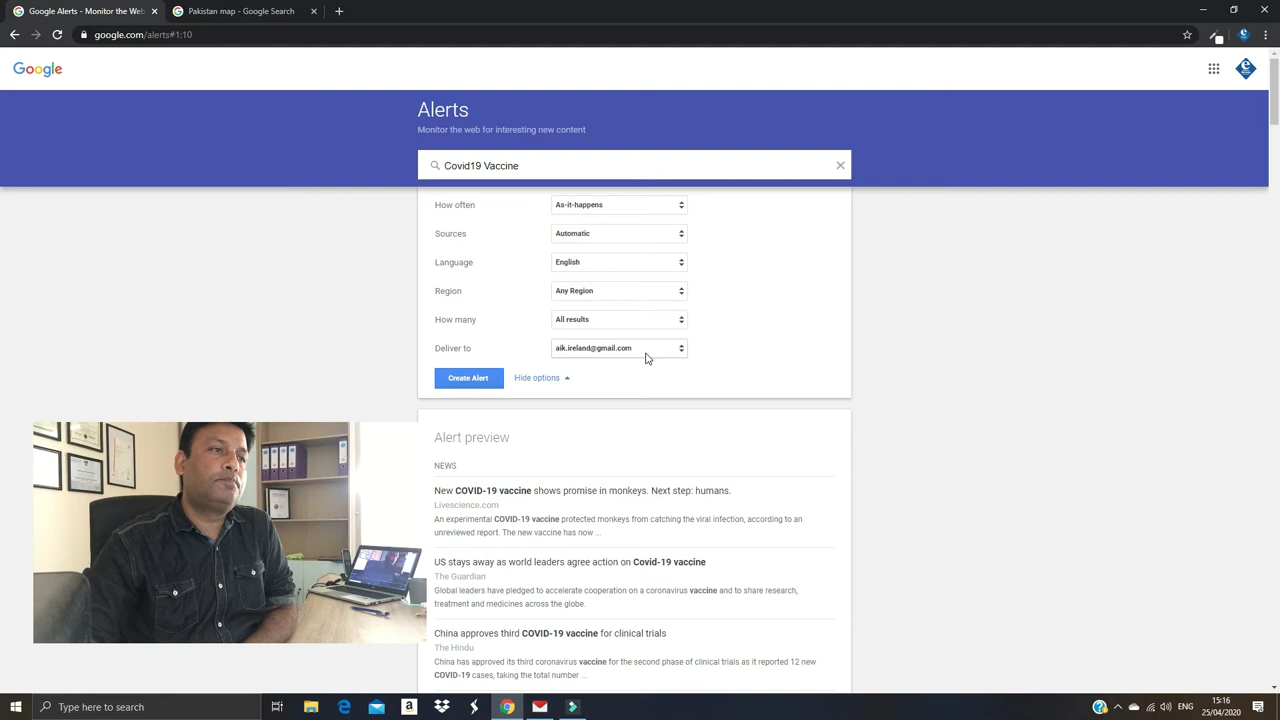 Google Alerts - Monitor the Web
Pakistan map - Google Search
google.com/alerts#1:10
Google
Alerts
Monitor the web for interesting new content
Covid19 Vaccine
How often As-it-happens
Sources Automatic
Language English
Region Any Region
How many All results
Deliver to aik.ireland@gmail.com
Create Alert Hide options
Alert preview
NEWS
New COVID-19 vaccine shows promise in monkeys. Next step: humans.
Livescience.com
An experimental COVID-19 vaccine protected monkeys from catching the viral infection, according to an
unreviewed report. The new vaccine has now ...
US stays away as world leaders agree action on Covid-19 vaccine
The Guardian
Global leaders have pledged to accelerate cooperation on a coronavirus vaccine and to share research,
treatment and medicines across the globe.
China approves third COVID-19 vaccine for clinical trials
The Hindu
China has approved its third coronavirus vaccine for the second phase of clinical trials as it reported 12 new
COVID-19 cases, taking the total number ...
Type here to search
15:16
25/04/2020